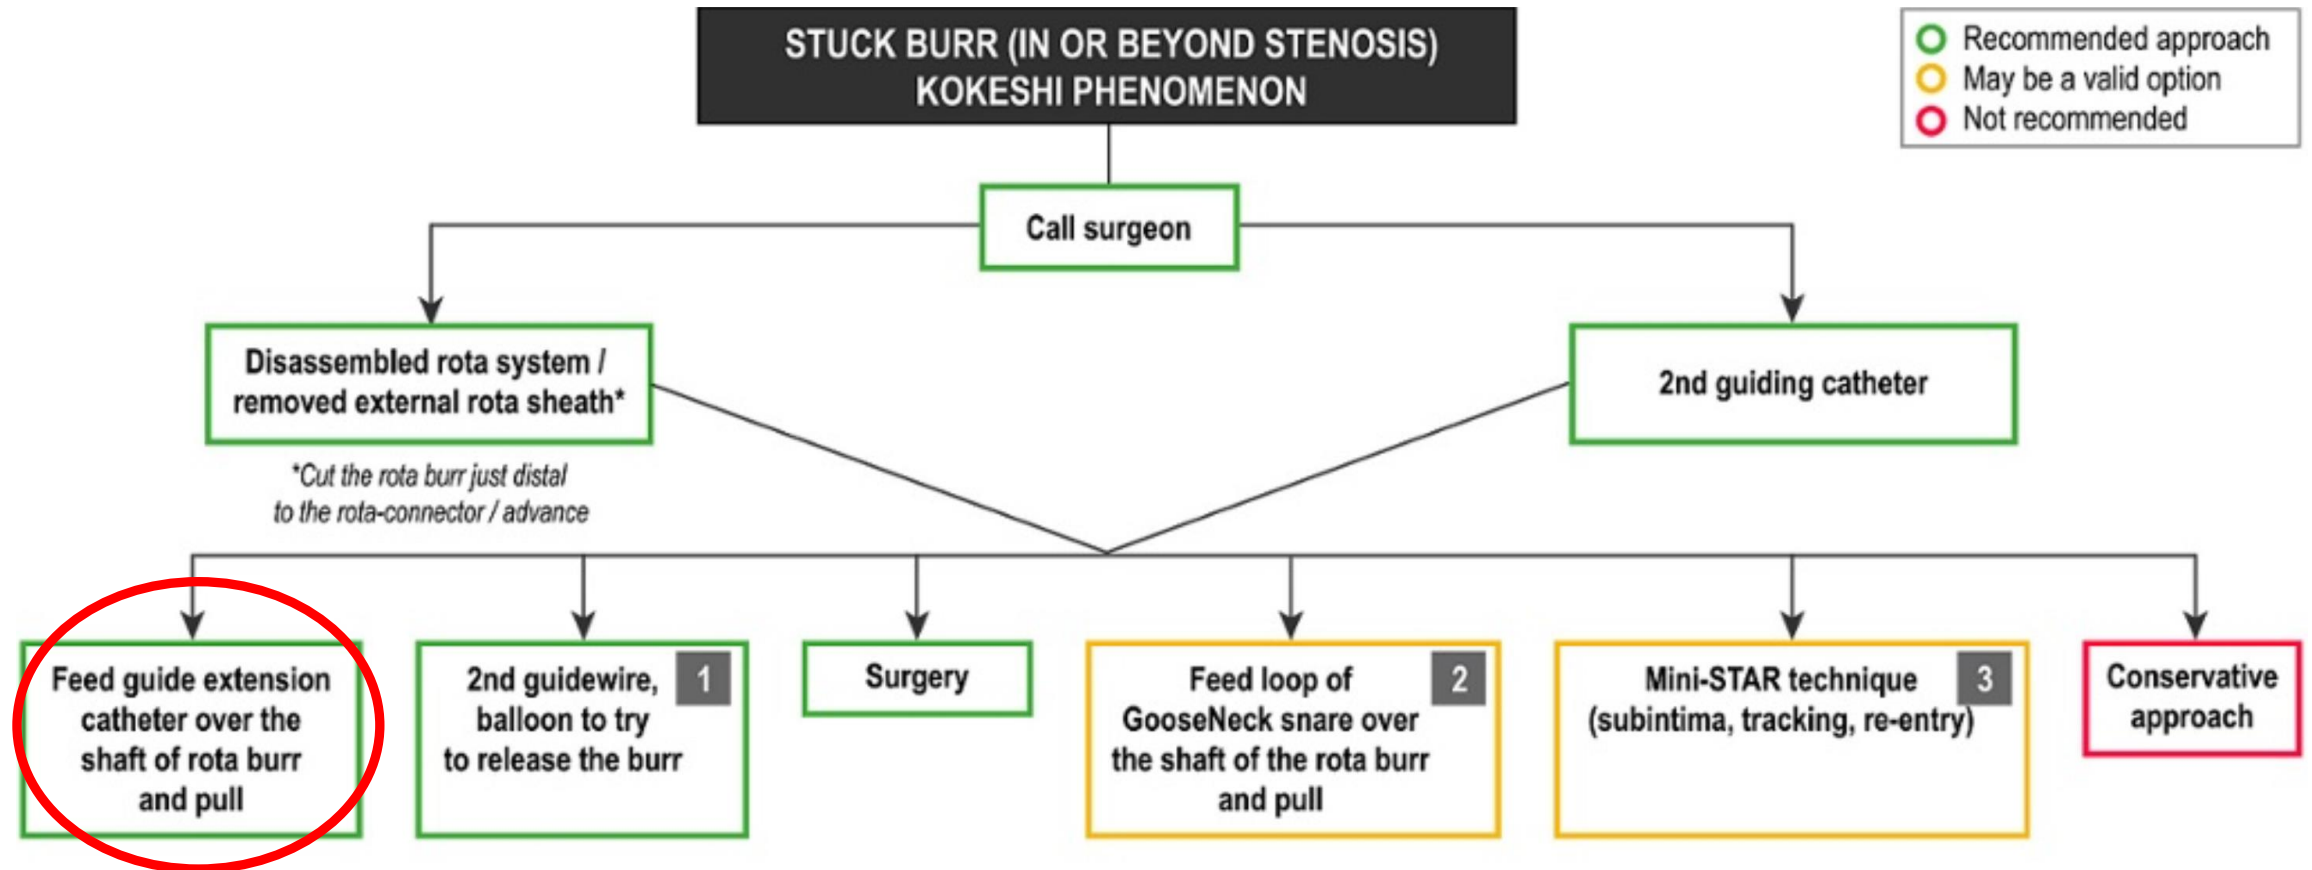 STUCK BURR (IN OR BEYOND STENOSIS)
KOKESHI PHENOMENON
Recommended approach
May be a valid option
Not recommended
Call surgeon
Disassembled rota system /
removed external rota sheath*
2nd guiding catheter
*Cut the rota burr just distal
to the rota-connector / advance
Feed guide extension
catheter over the
shaft of rota burr
and pull
2nd guidewire,
balloon to try
to release the burr
1
Surgery
Feed loop of
GooseNeck snare over
the shaft of the rota burr
and pull
2
Mini-STAR technique
(subintima, tracking, re-entry)
3
Conservative
approach